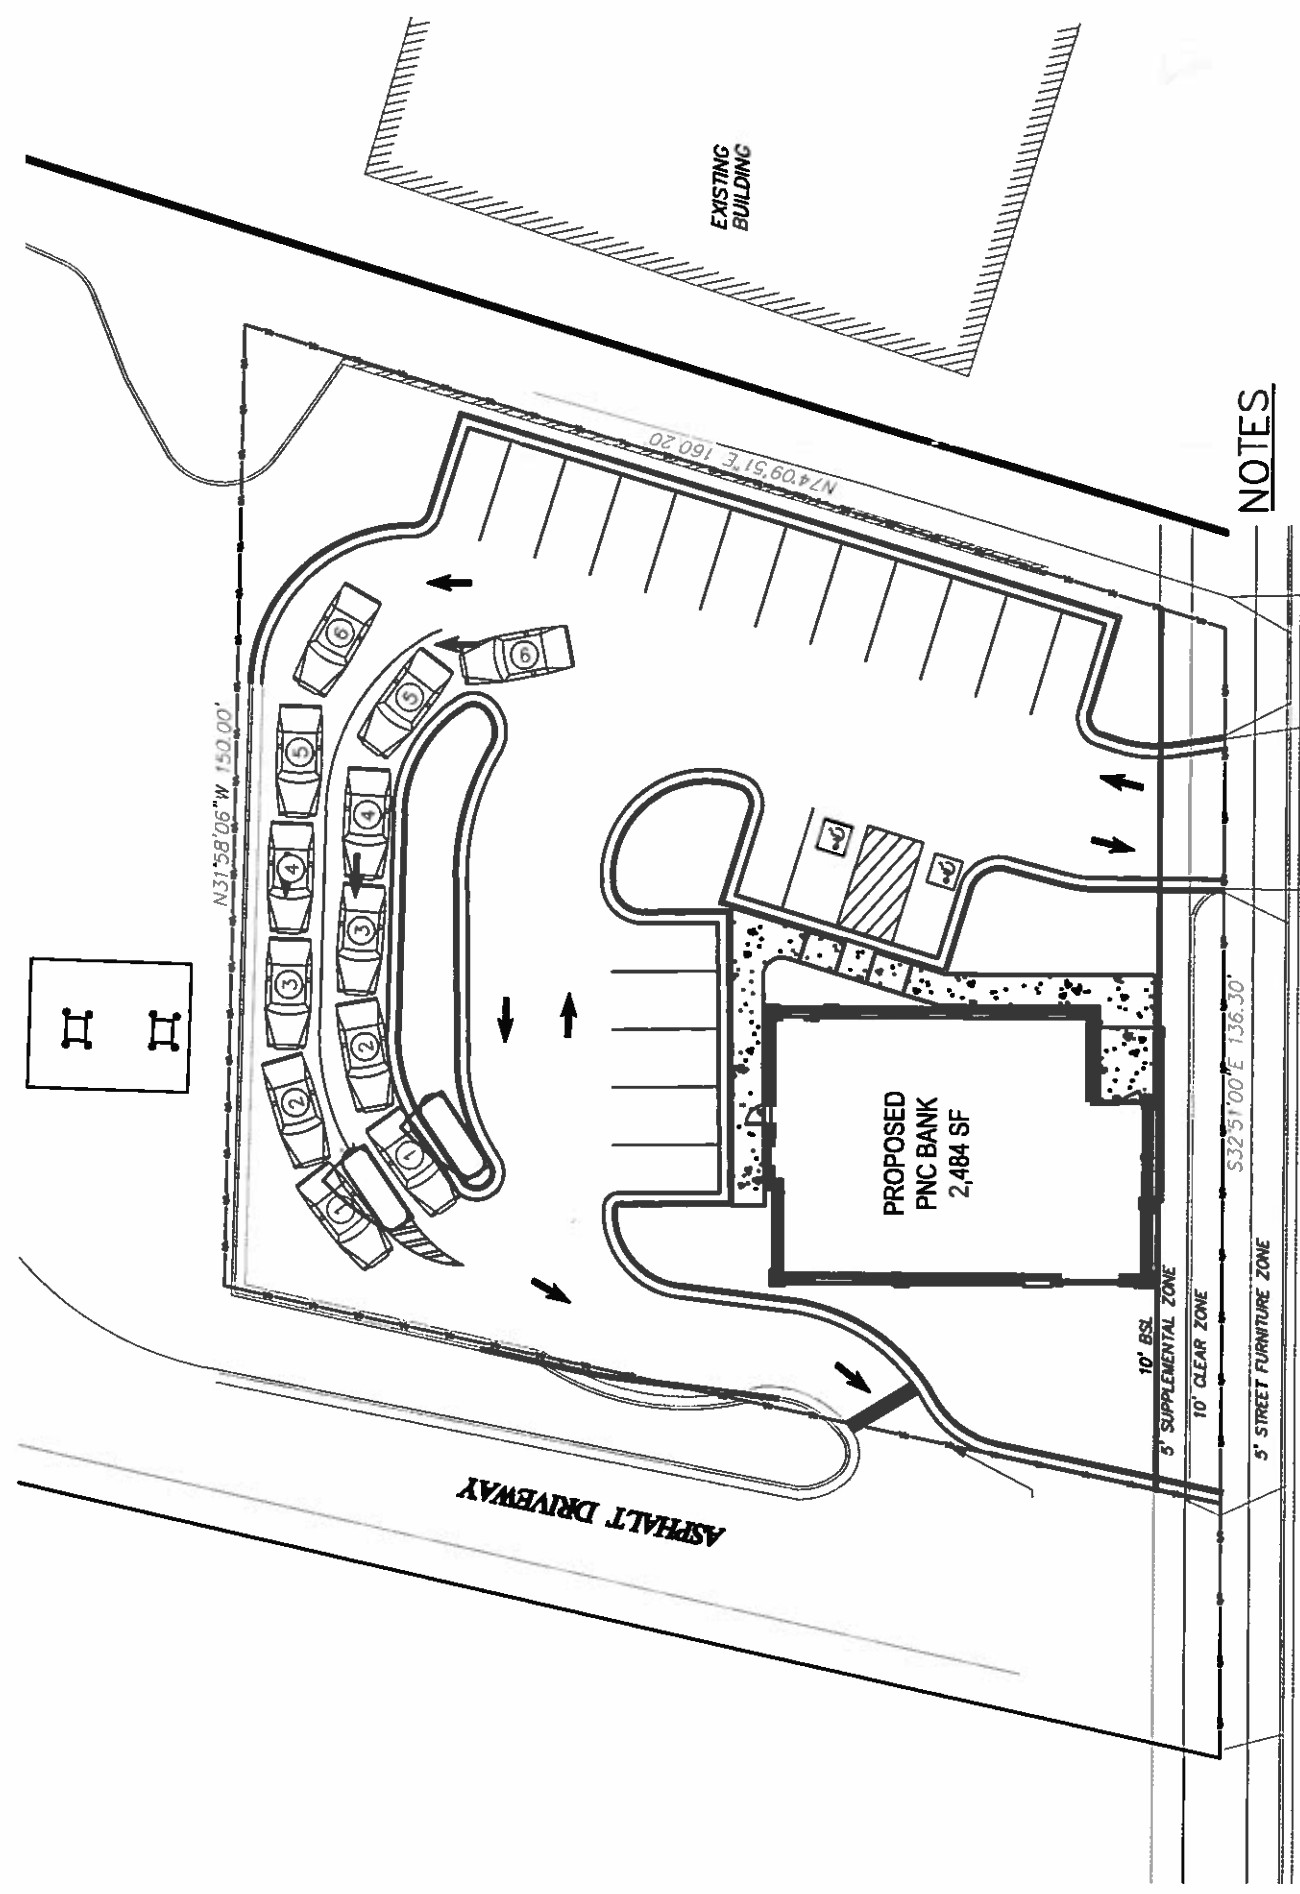 EXISTING
BUILDING
N74°09'51"E 160.20
NOTES
N31°58'06"W 150.00'
6
5
4
3
2
1
6
5
4
3
2
1
PROPOSED
PNC BANK
2,484 SF
S32°51'00"E 136.30'
10' BSL
5' SUPPLEMENTAL ZONE
10' CLEAR ZONE
5' STREET FURNITURE ZONE
ASPHALT DRIVEWAY